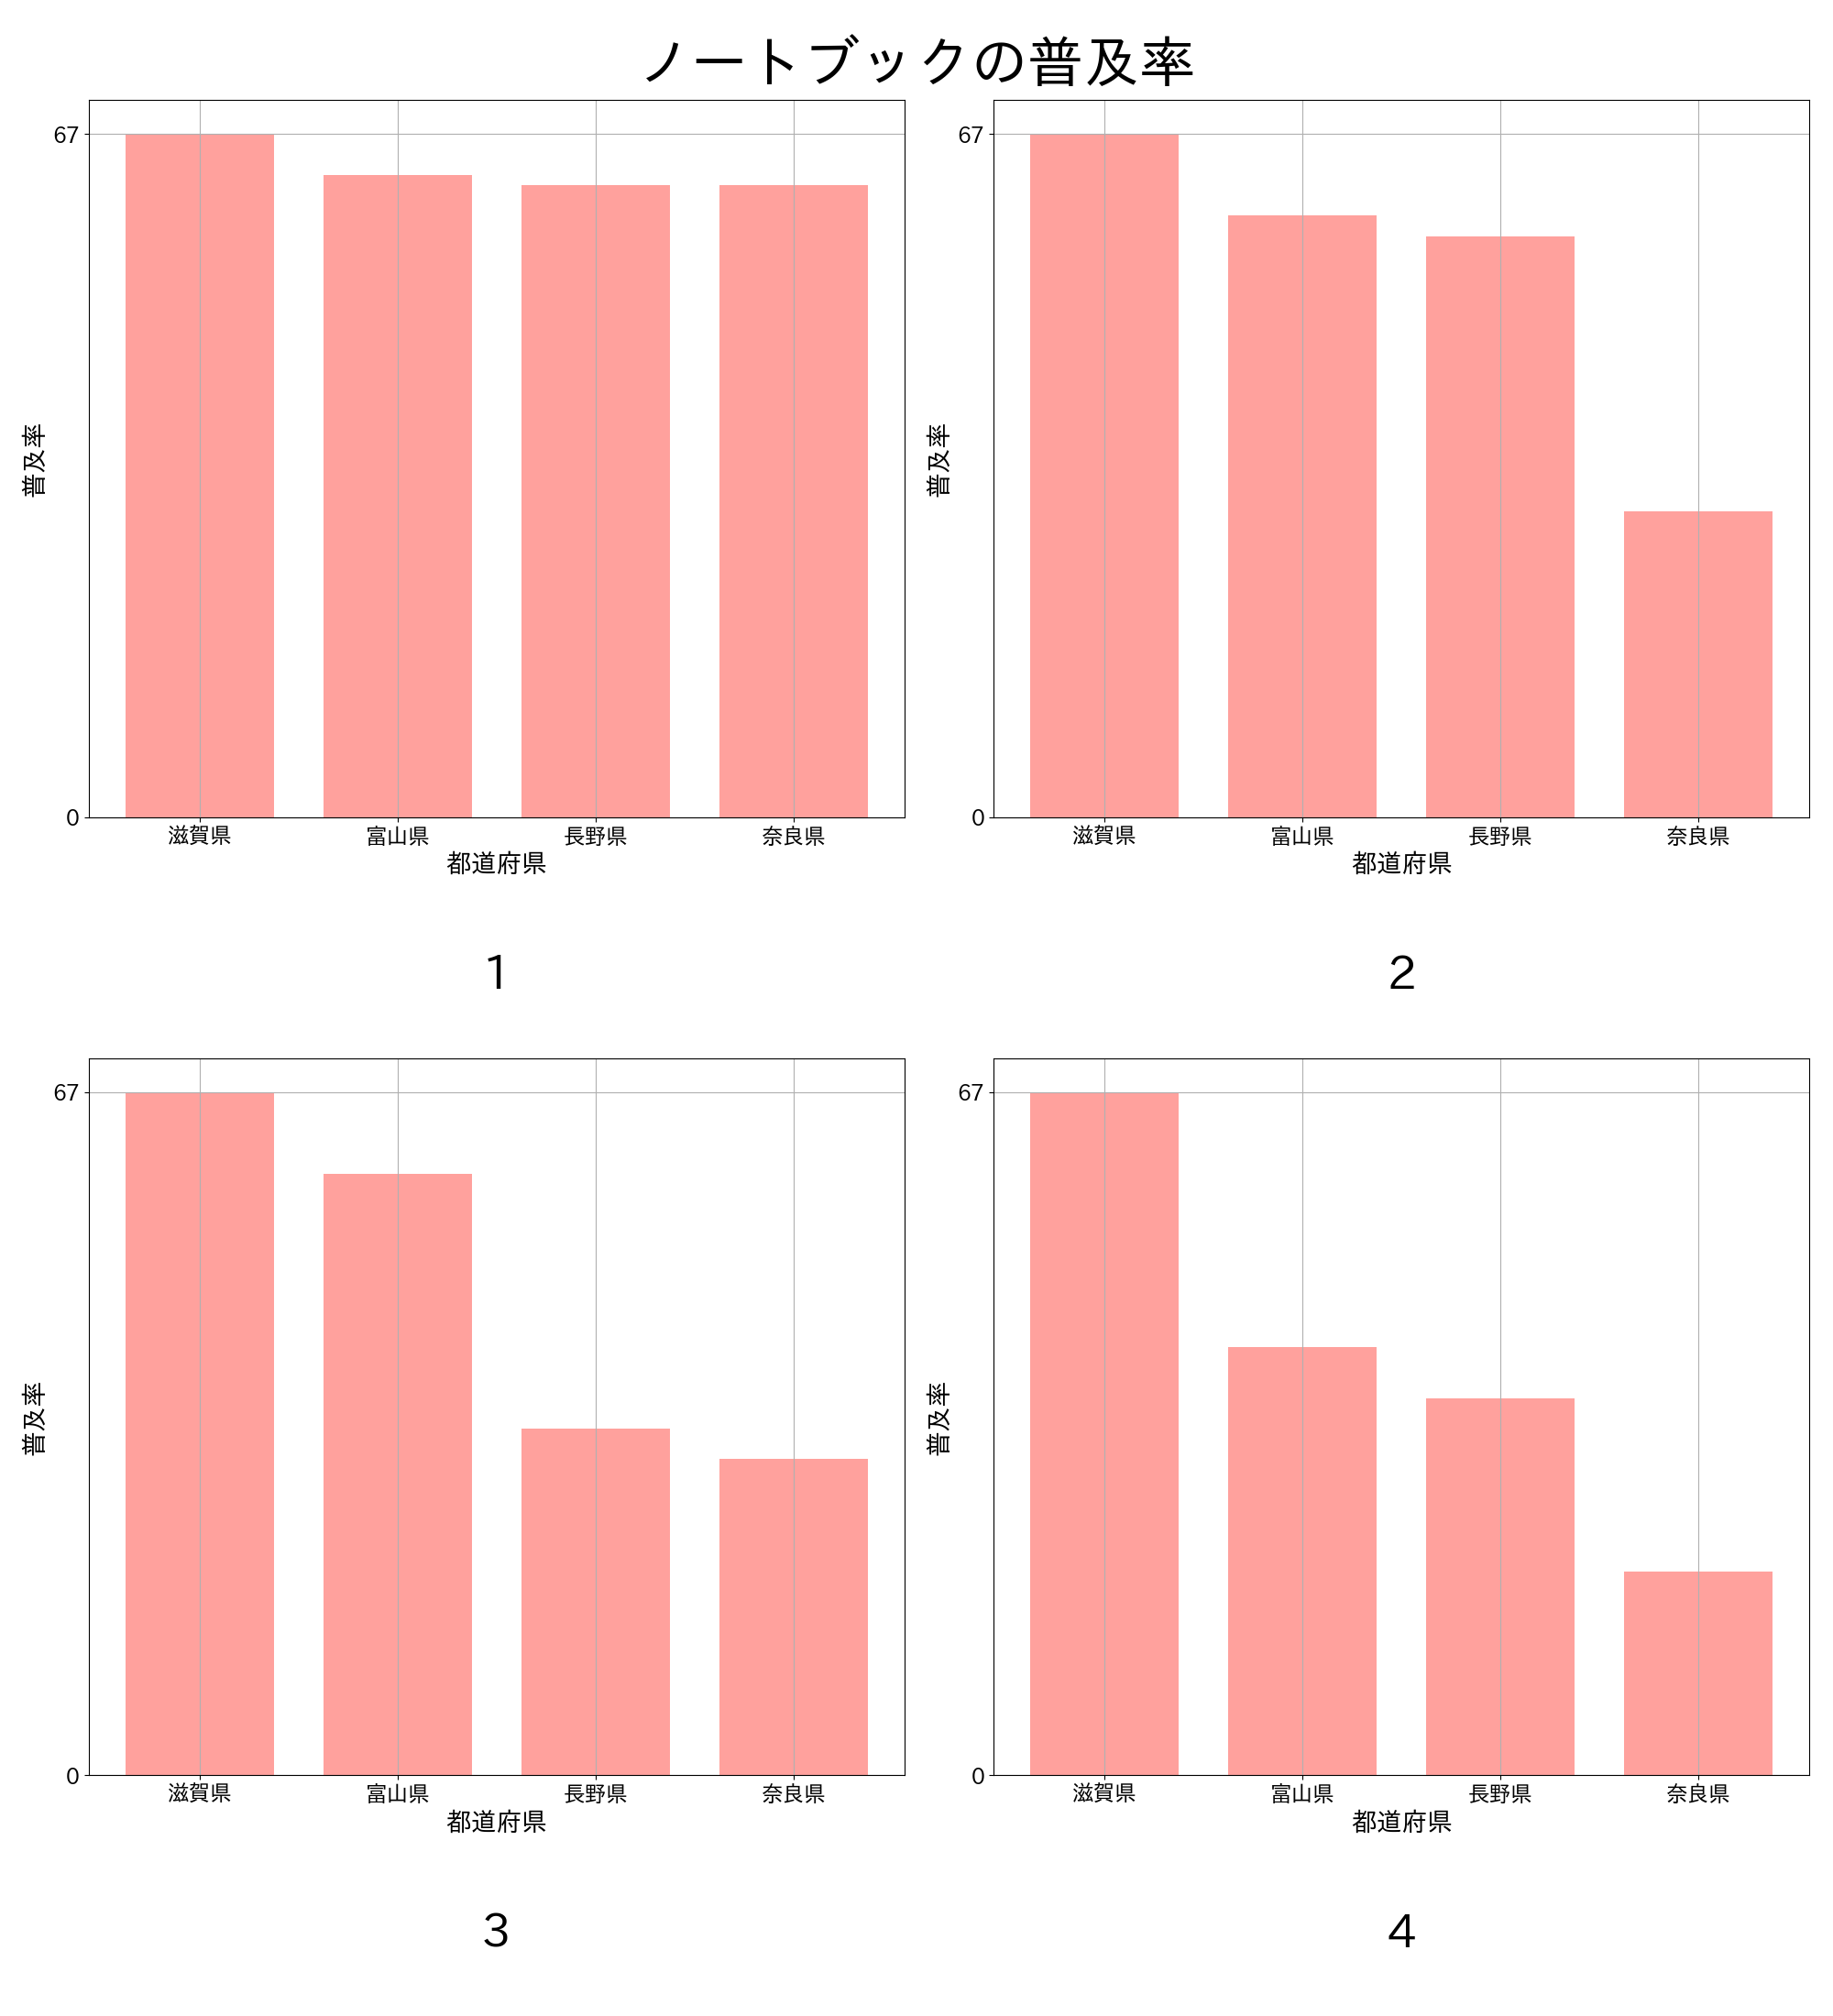 ノートブックの普及率
67
0
普及率
滋賀県 富山県 長野県 奈良県
都道府県
1
67
0
普及率
滋賀県 富山県 長野県 奈良県
都道府県
2
67
0
普及率
滋賀県 富山県 長野県 奈良県
都道府県
3
67
0
普及率
滋賀県 富山県 長野県 奈良県
都道府県
4